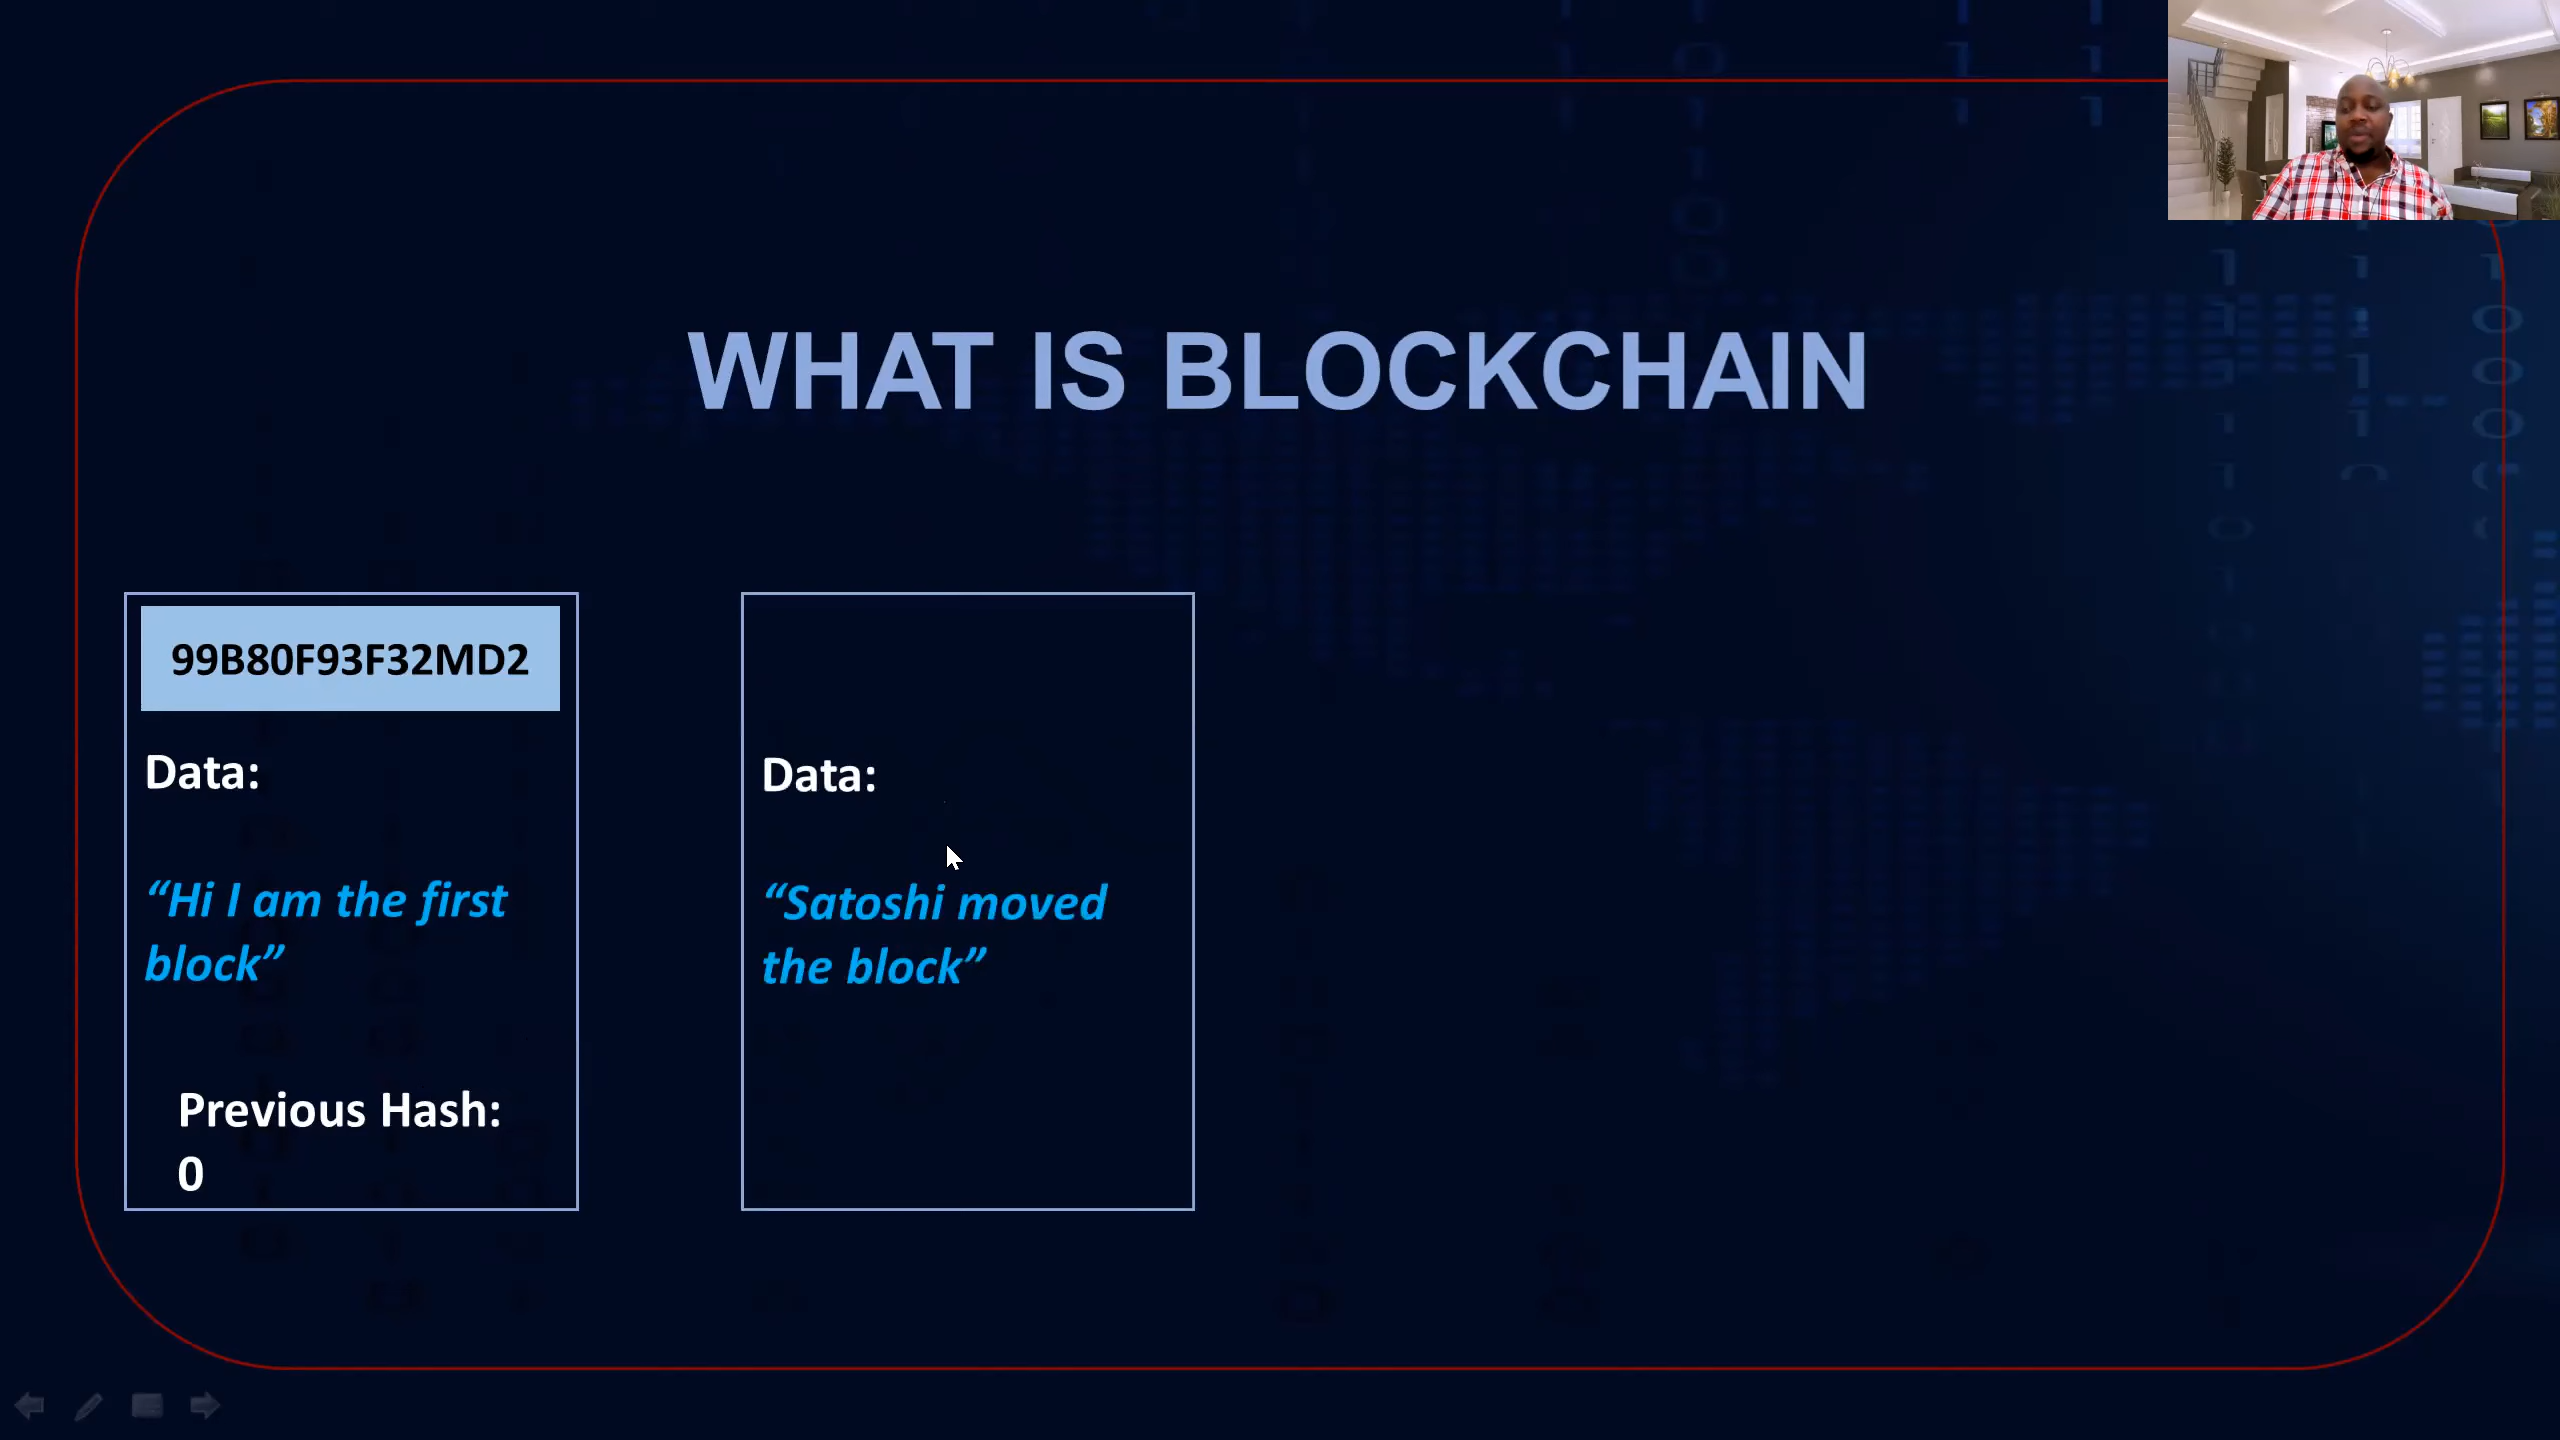 WHAT IS BLOCKCHAIN
99B80F93F32MD2
Data:
“Hi I am the first
block”
Previous Hash:
0
Data:
“Satoshi moved
the block”